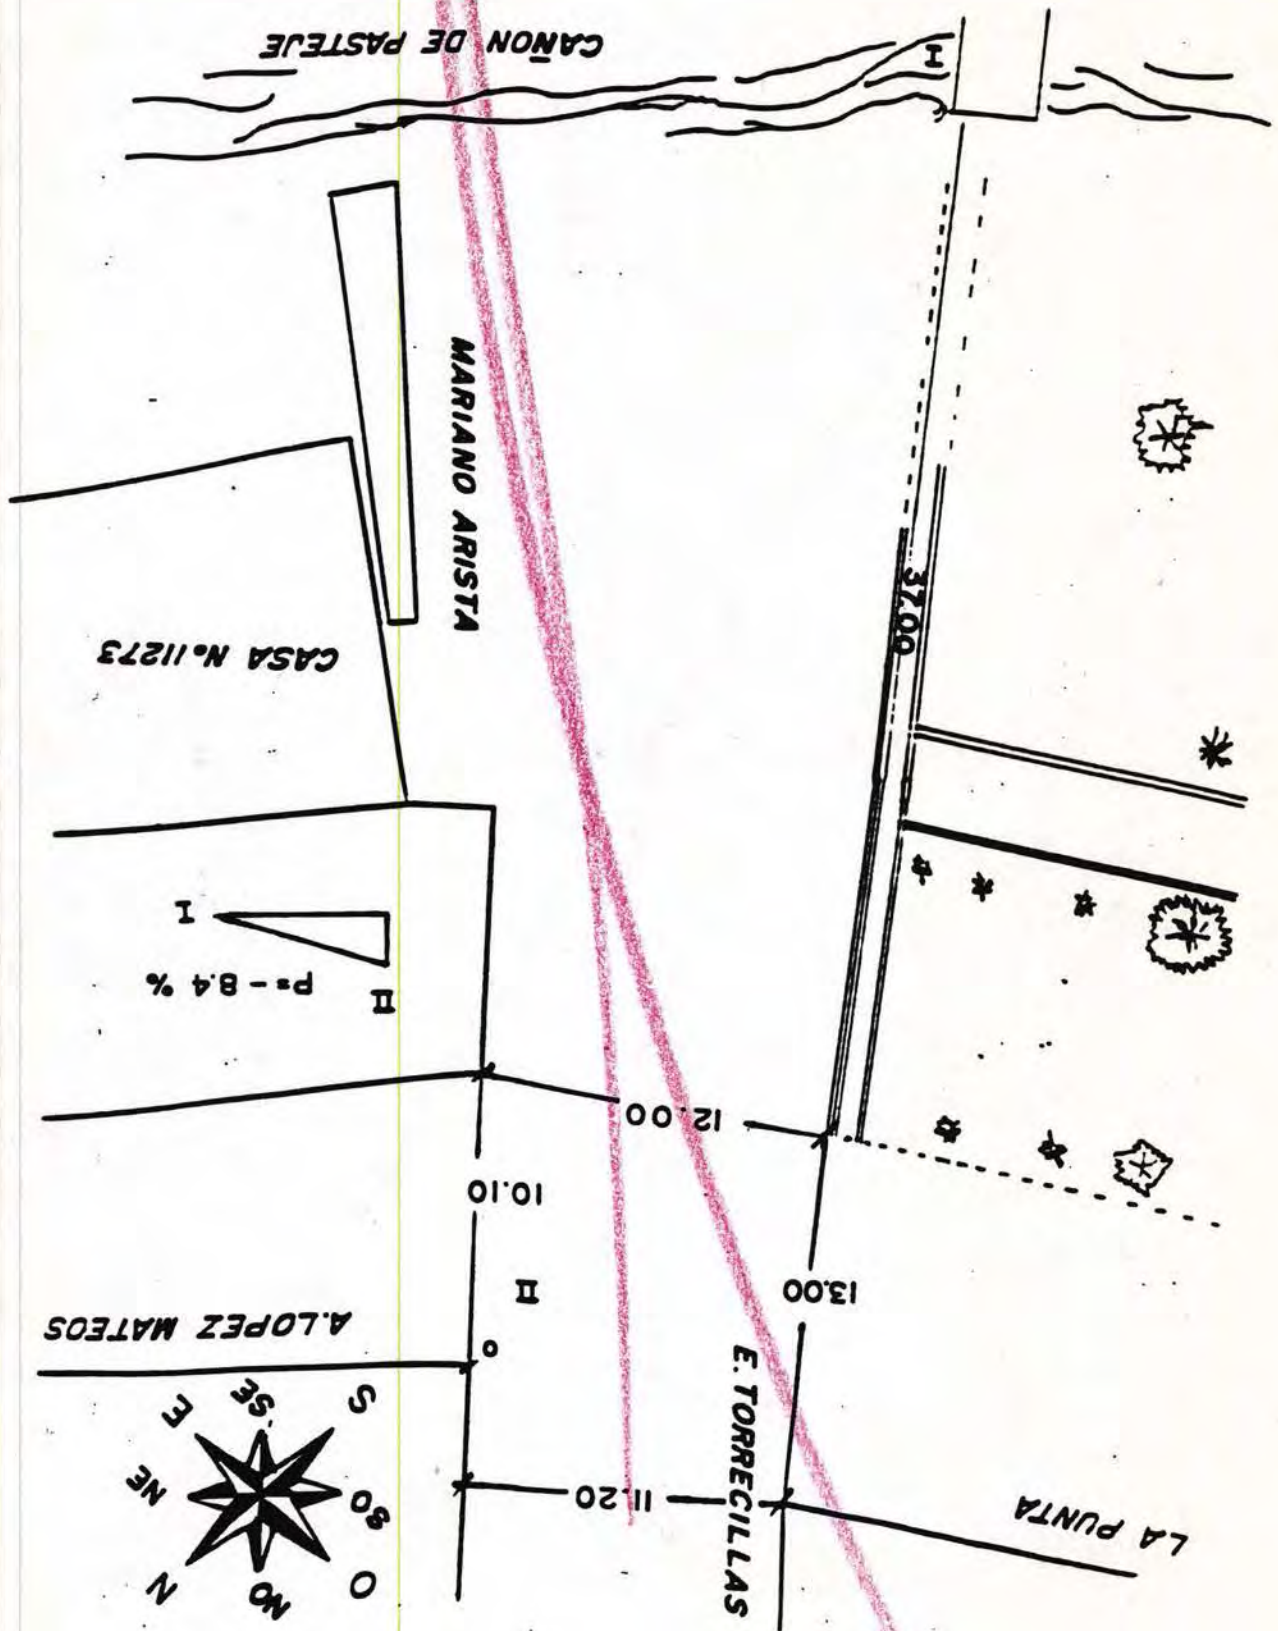 CAÑON DE PASTEJE
I
MARIANO ARISTA
37.00
CASA No. 11273
I
P= - 8.4 %
II
12.00
10.10
II
13.00
A. LOPEZ MATEOS
O
E. TORRECILLAS
11.20
LA PUNTA
S
SE
E
NE
SO
N
NO
O